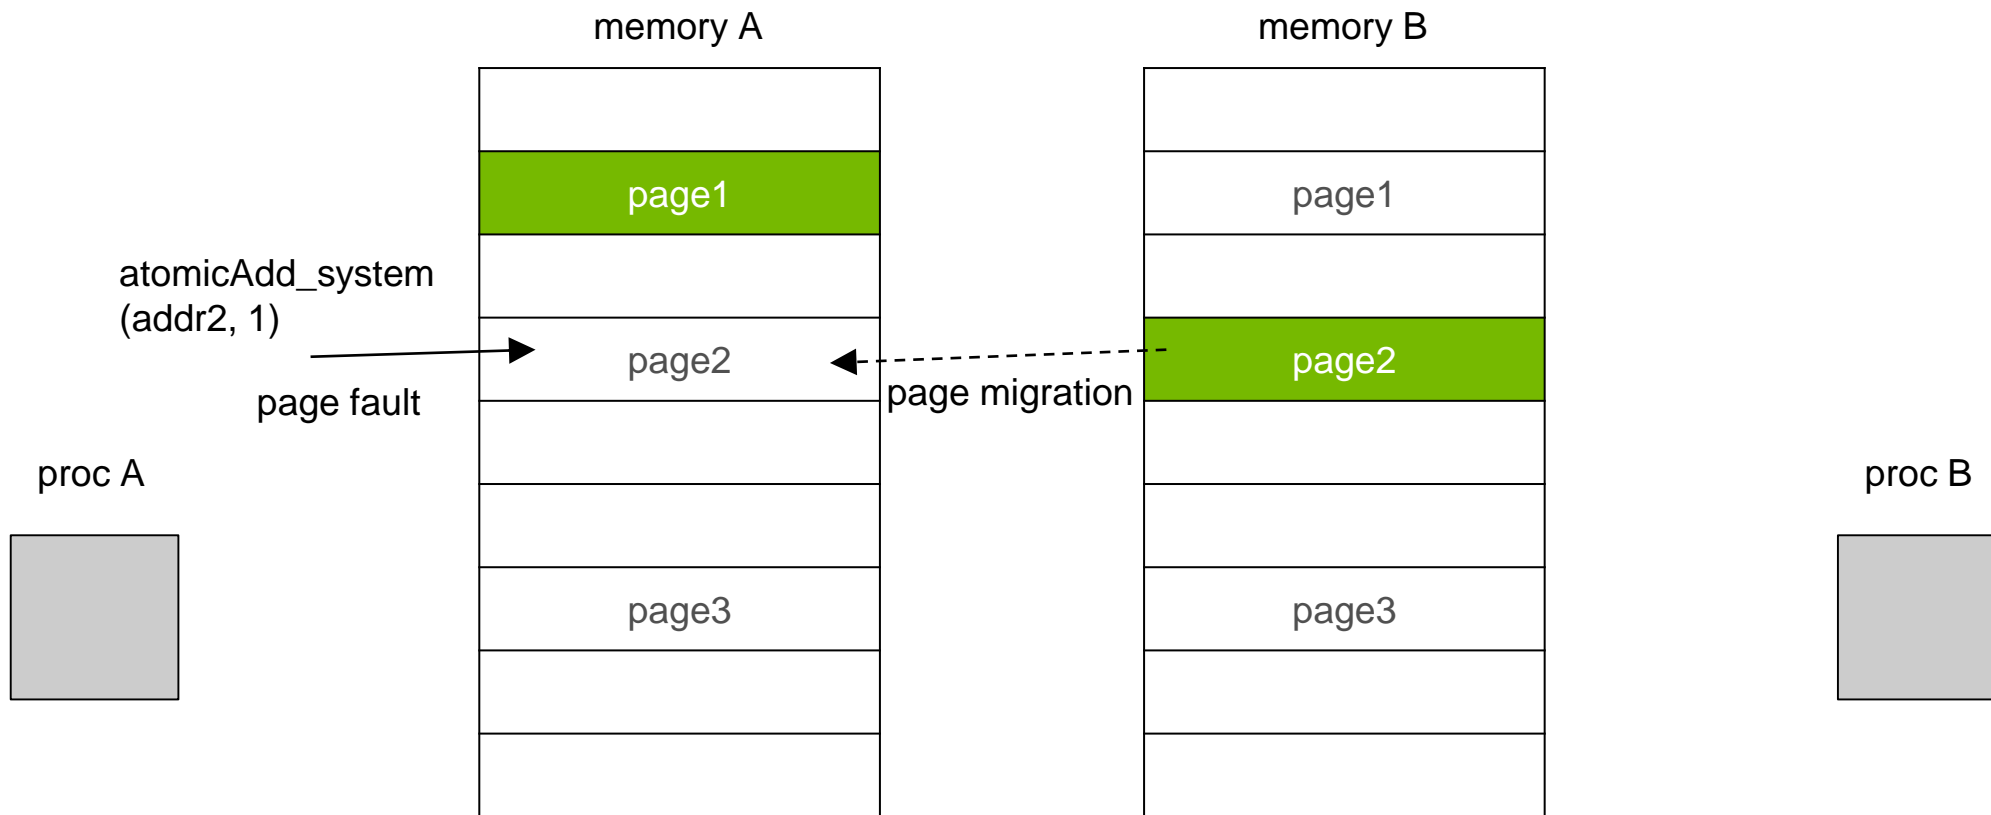 memory A
memory B
page1
page1
atomicAdd_system
(addr2, 1)
page2
page2
page fault
page migration
proc A
proc B
page3
page3